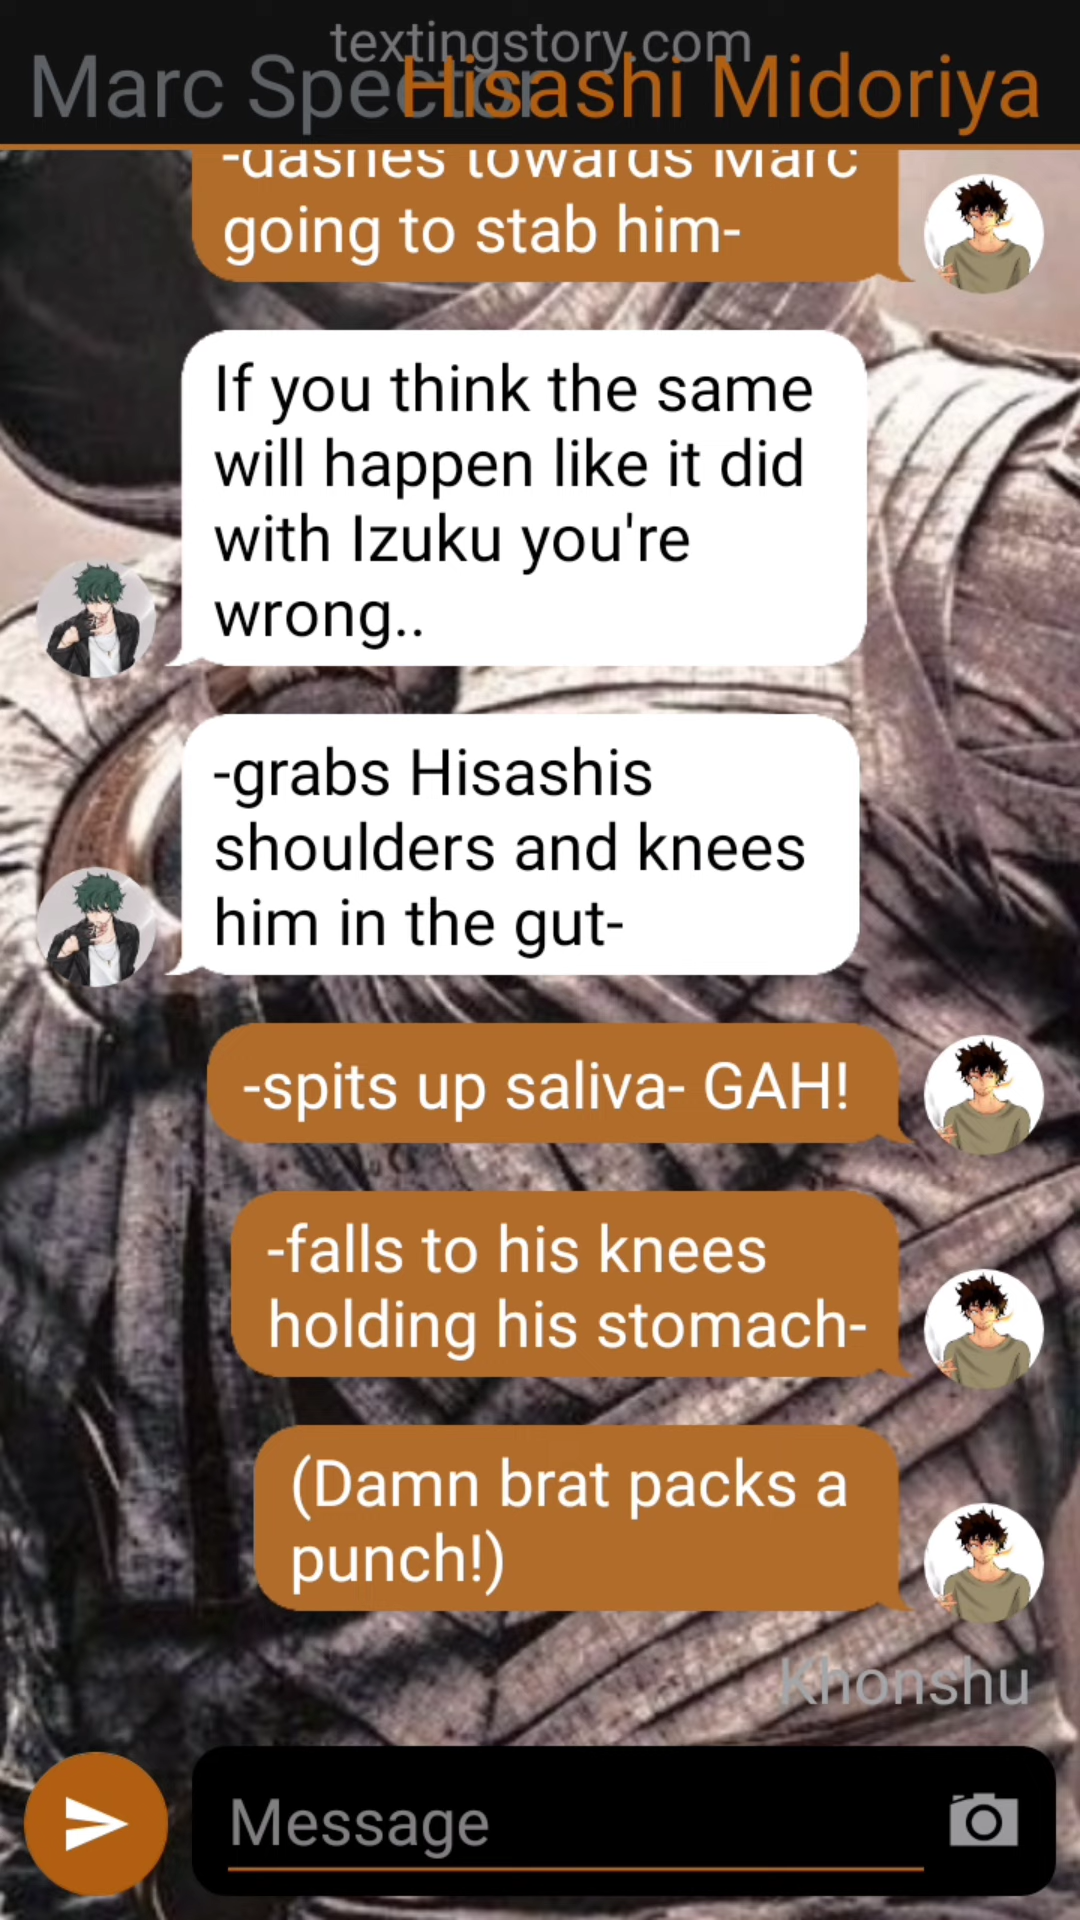 textingstory.com
Marc Spector
Hisashi Midoriya
-dashes towards Marc
going to stab him-
If you think the same
will happen like it did
with Izuku you're
wrong..
-grabs Hisashis
shoulders and knees
him in the gut-
-spits up saliva- GAH!
-falls to his knees
holding his stomach-
(Damn brat packs a
punch!)
Khonshu
Message